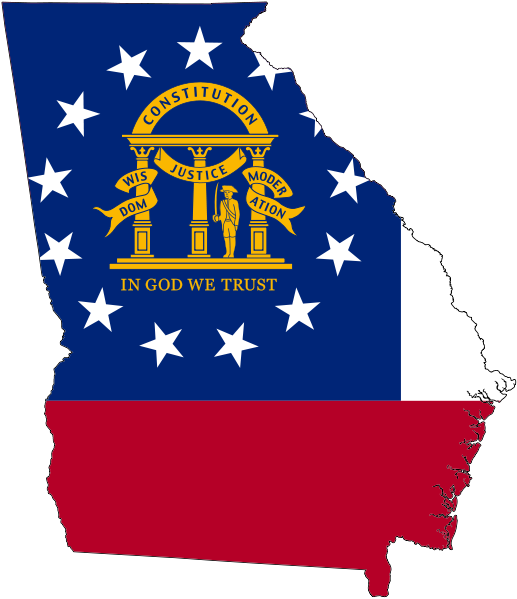 CONSTITUTION
WIS
DOM
JUSTICE
MODER
ATION
IN GOD WE TRUST